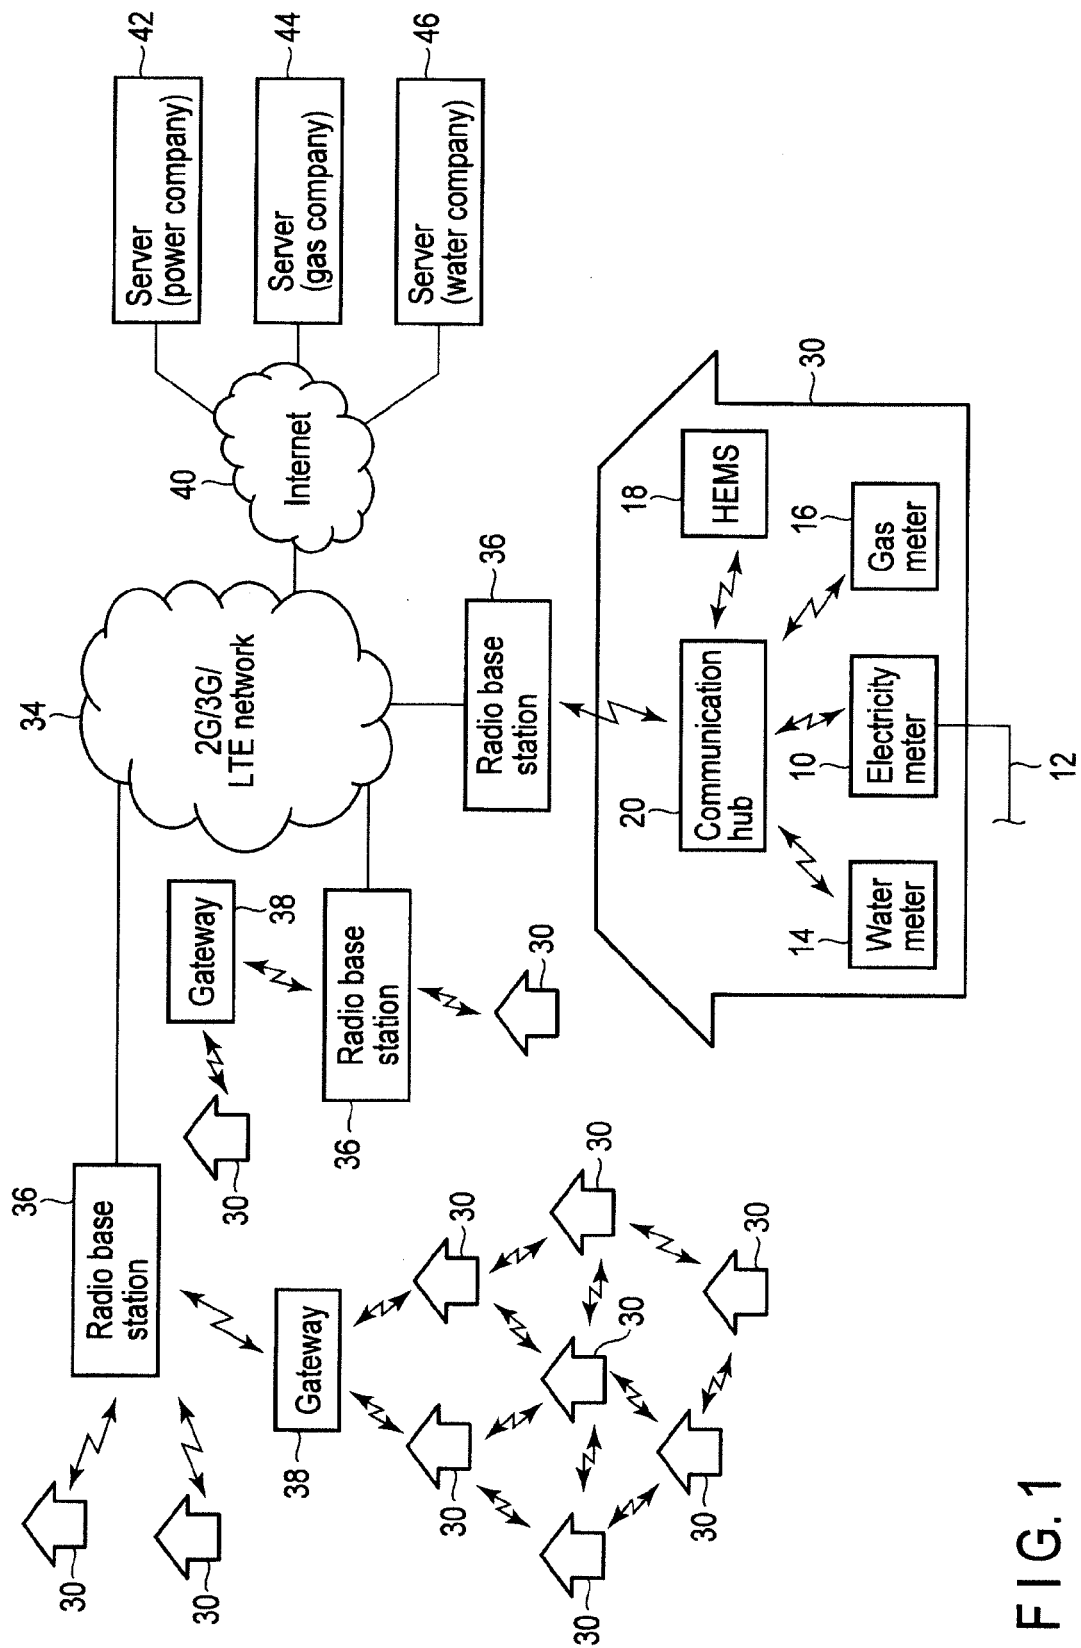 42
Server
(power company)
44
Server
(gas company)
46
Server
(water company)
40
Internet
34
2G/3G/
LTE network
36
Radio base
station
36
Radio base
station
36
Radio base
station
38
Gateway
38
Gateway
30
30
30
30
30
30
30
30
30
30
30
30
18
HEMS
20
Communication
hub
16
Gas
meter
10
Electricity
meter
14
Water
meter
12
FIG. 1